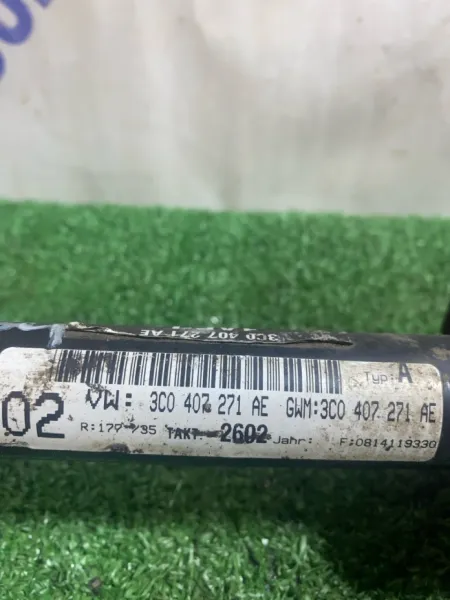 3C0 407 271 AE
Typ: A
02 VW: 3C0 407 271 AE GWM:3C0 407 271 AE
TAKT: 2602 Jahr: F:0814119330